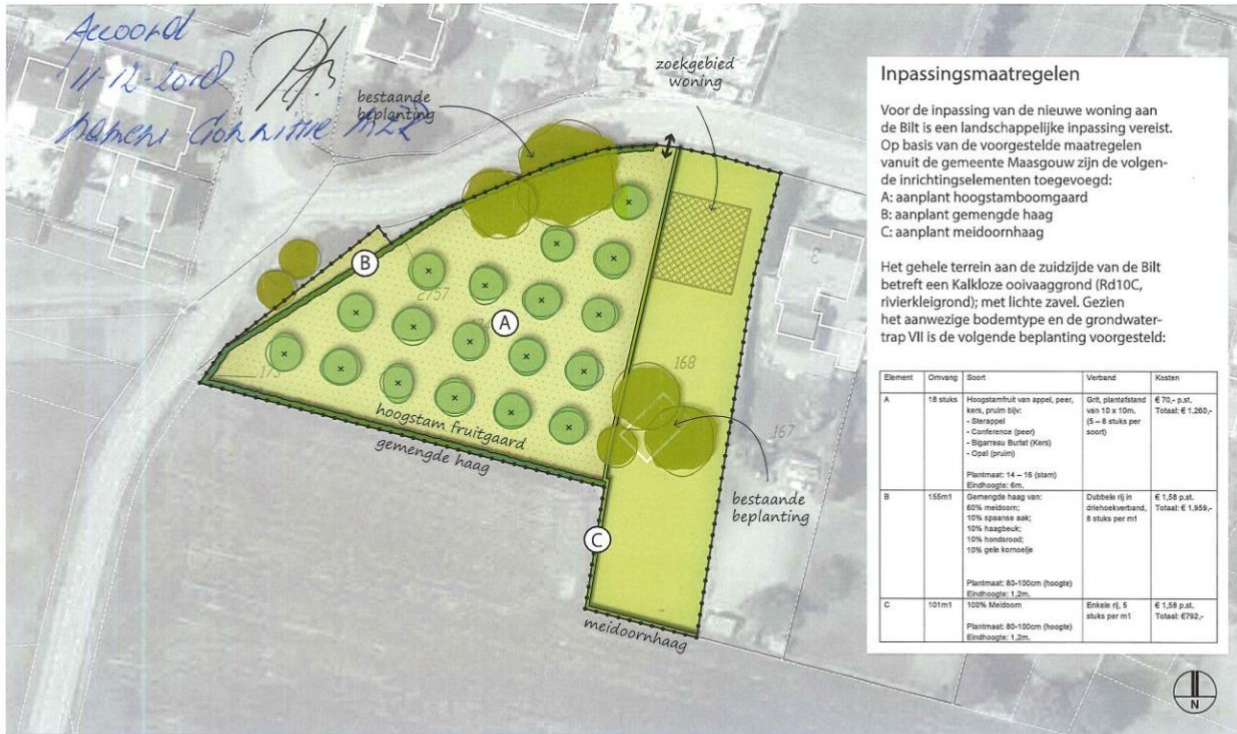 Accoord
11-12-2018
namens Committe
bestaande
beplanting
zoekgebied
woning
B
A
C
2757
168
167
3
hoogstam fruitgaard
gemengde haag
bestaande
beplanting
meidoornhaag
Inpassingsmaatregelen
Voor de inpassing van de nieuwe woning aan
de Bilt is een landschappelijke inpassing vereist.
Op basis van de voorgestelde maatregelen
vanuit de gemeente Maasgouw zijn de volgen-
de inrichtingselementen toegevoegd:
A: aanplant hoogstamboomgaard
B: aanplant gemengde haag
C: aanplant meidoornhaag
Het gehele terrein aan de zuidzijde van de Bilt
betreft een Kalkloze ooivaaggrond (Rd10C,
rivierkleigrond); met lichte zavel. Gezien
het aanwezige bodemtype en de grondwater-
trap VII is de volgende beplanting voorgesteld:
Element Omvang Soort Verband Kosten
A 18 stuks Hoogstamfruit van appel, peer, Grit, plantafstand € 70,- p.st.
kers, pruim bijv: van 10 x 10m. Totaal: € 1.260,-
- Sterappel (5 – 8 stuks per
- Conference (peer) soort)
- Bigarreau Burlat (Kers)
- Opal (pruim)
Plantmaat: 14 – 16 (stam)
Eindhoogte: 6m.
B 155m1 Gemengde haag van: Dubbele rij in € 1,58 p.st.
60% meidoorn; driehoekverband, Totaal: € 1.959,-
10% spaanse aak; 8 stuks per m1
10% haagbeuk;
10% hondsrood;
10% gele kornoelje
Plantmaat: 80-100cm (hoogte)
Eindhoogte: 1,2m.
C 101m1 100% Meidoorn Enkele rij, 5 € 1,58 p.st.
stuks per m1 Totaal: €792,-
Plantmaat: 80-100cm (hoogte)
Eindhoogte: 1,2m.
N